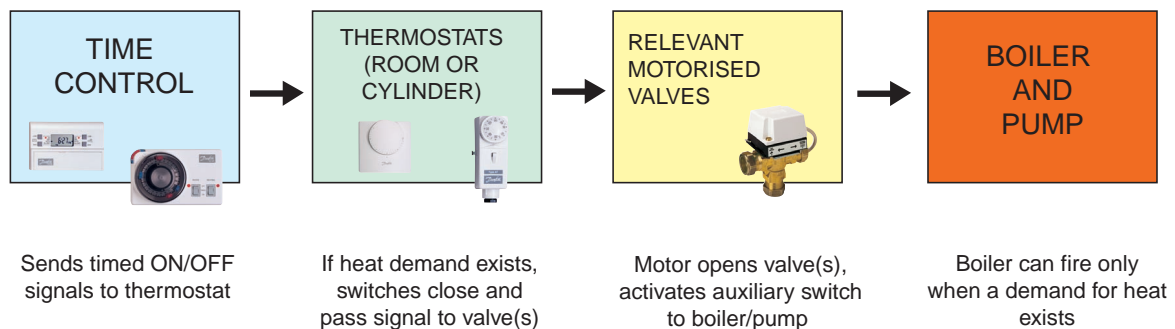 TIME
CONTROL
THERMOSTATS
(ROOM OR
CYLINDER)
RELEVANT
MOTORISED
VALVES
BOILER
AND
PUMP
Sends timed ON/OFF
signals to thermostat
If heat demand exists,
switches close and
pass signal to valve(s)
Motor opens valve(s),
activates auxiliary switch
to boiler/pump
Boiler can fire only
when a demand for heat
exists